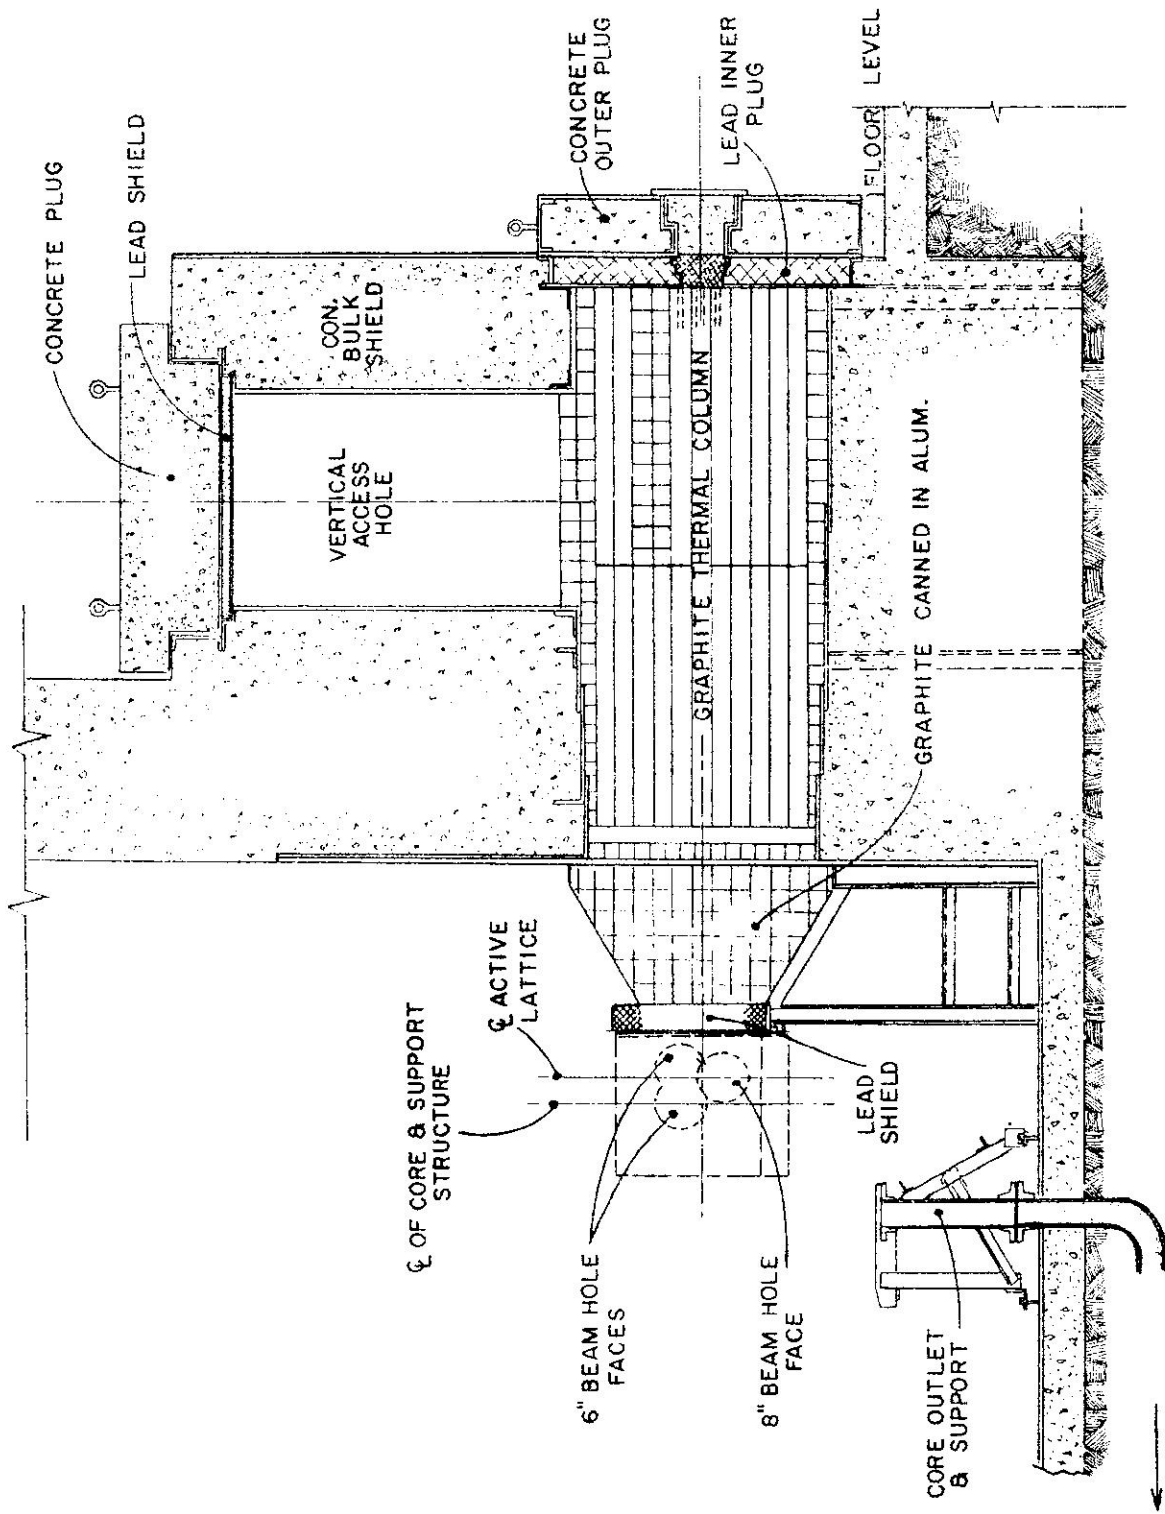 CONCRETE PLUG
LEAD SHIELD
CON.
BULK
SHIELD
VERTICAL
ACCESS
HOLE
CONCRETE
OUTER PLUG
LEAD INNER
PLUG
FLOOR LEVEL
GRAPHITE THERMAL COLUMN
GRAPHITE CANNED IN ALUM.
℄ ACTIVE
LATTICE
℄ OF CORE & SUPPORT
STRUCTURE
6" BEAM HOLE
FACES
8" BEAM HOLE
FACE
LEAD
SHIELD
CORE OUTLET
& SUPPORT